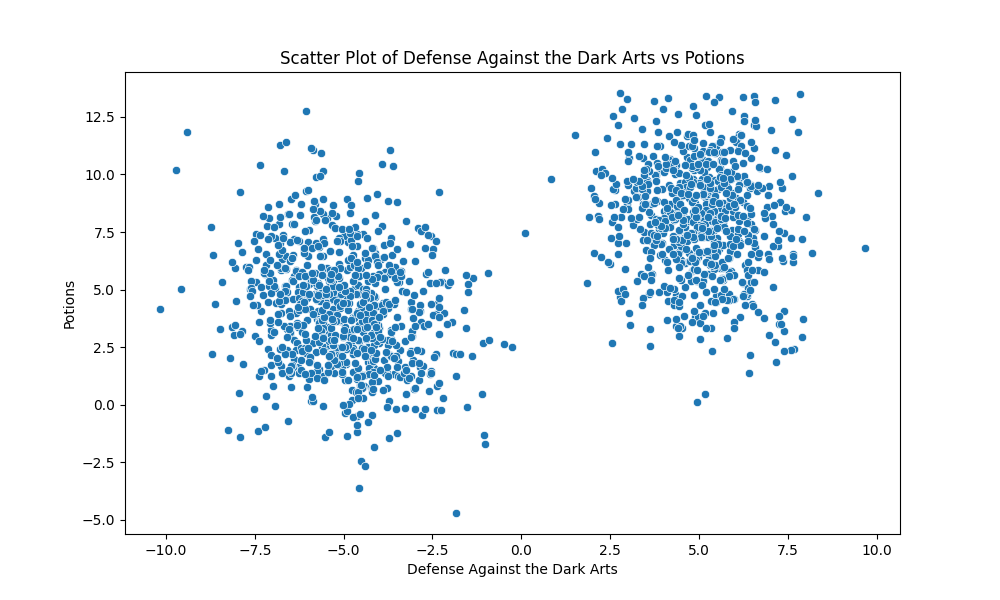 Scatter Plot of Defense Against the Dark Arts vs Potions
12.5
10.0
7.5
5.0
2.5
0.0
−2.5
−5.0
Potions
−10.0 −7.5 −5.0 −2.5 0.0 2.5 5.0 7.5 10.0
Defense Against the Dark Arts